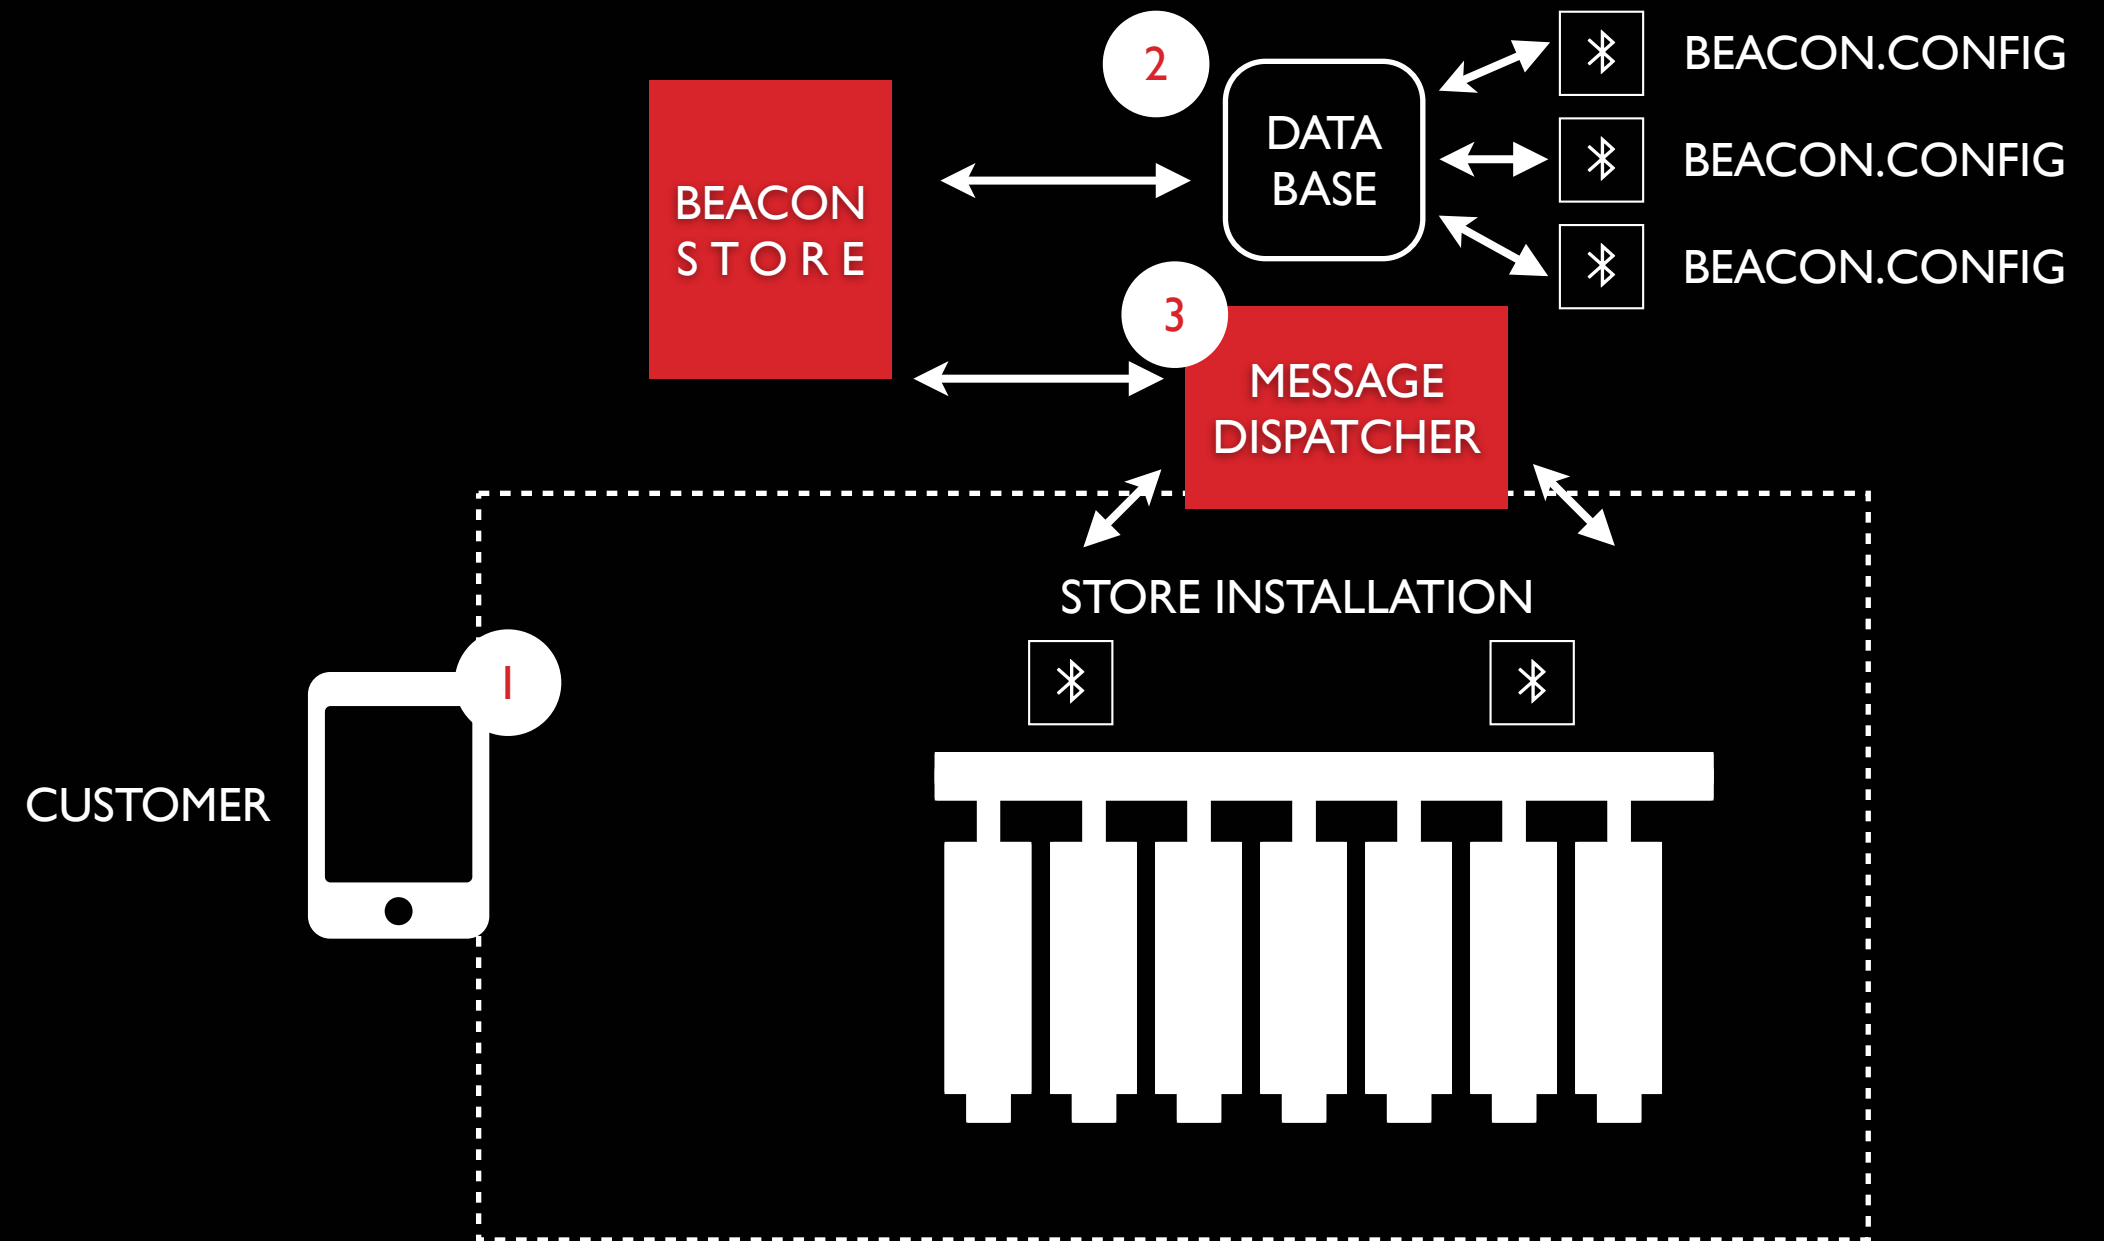 2
BEACON.CONFIG
DATA
BASE
BEACON.CONFIG
BEACON
STORE
BEACON.CONFIG
3
MESSAGE
DISPATCHER
STORE INSTALLATION
1
CUSTOMER